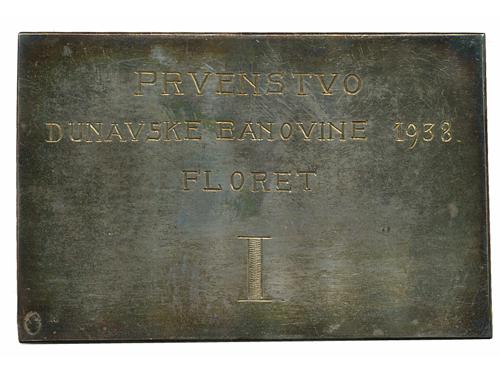 PRVENSTVO
DUNAVSKE BANOVINE 1938.
FLORET
I